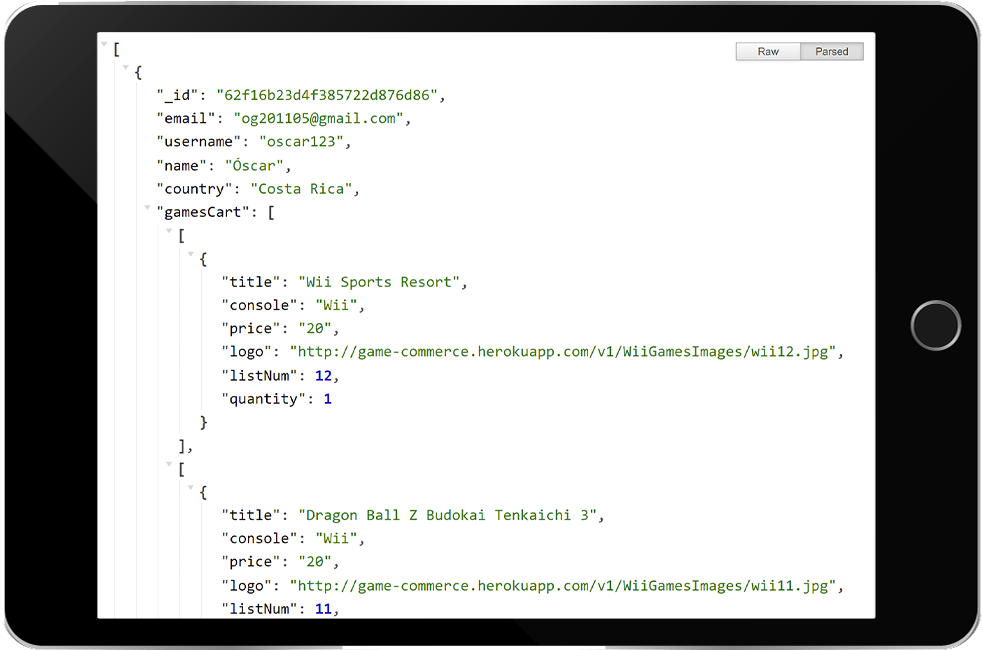 [
Raw Parsed
{
"_id": "62f16b23d4f385722d876d86",
"email": "og201105@gmail.com",
"username": "oscar123",
"name": "Óscar",
"country": "Costa Rica",
"gamesCart": [
[
{
"title": "Wii Sports Resort",
"console": "Wii",
"price": "20",
"logo": "http://game-commerce.herokuapp.com/v1/WiiGamesImages/wii12.jpg",
"listNum": 12,
"quantity": 1
}
],
[
{
"title": "Dragon Ball Z Budokai Tenkaichi 3",
"console": "Wii",
"price": "20",
"logo": "http://game-commerce.herokuapp.com/v1/WiiGamesImages/wii11.jpg",
"listNum": 11,